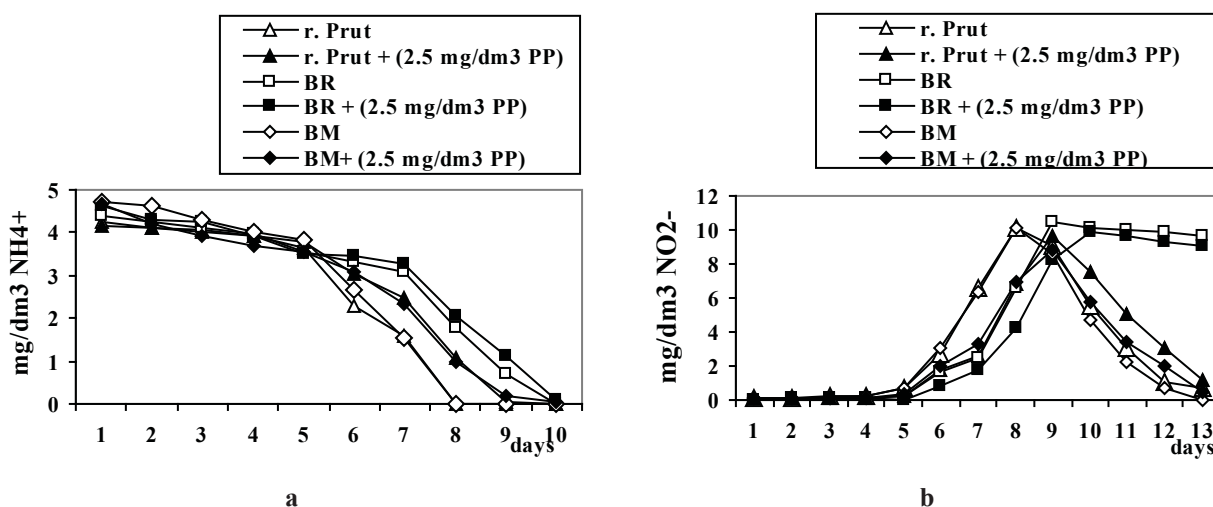 r. Prut
r. Prut + (2.5 mg/dm3 PP)
BR
BR + (2.5 mg/dm3 PP)
BM
BM+ (2.5 mg/dm3 PP)
mg/dm3 NH4+
5
4
3
2
1
0
1 2 3 4 5 6 7 8 9 10
days
a
r. Prut
r. Prut + (2.5 mg/dm3 PP)
BR
BR + (2.5 mg/dm3 PP)
BM
BM + (2.5 mg/dm3 PP)
mg/dm3 NO2-
12
10
8
6
4
2
0
1 2 3 4 5 6 7 8 9 10 11 12 13
days
b